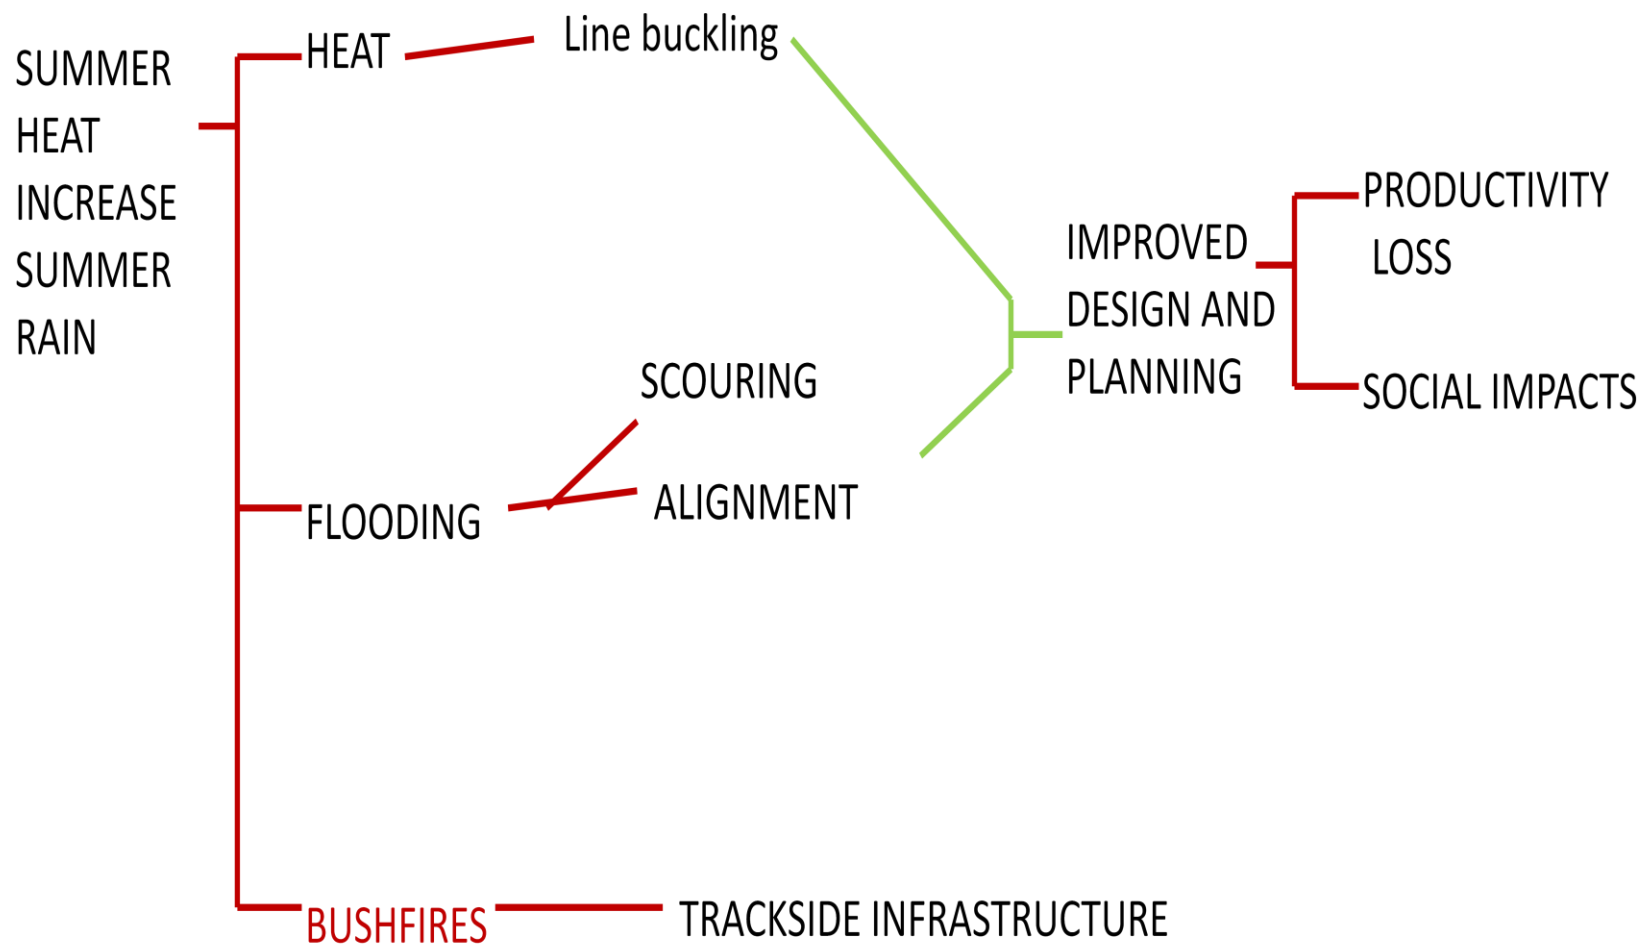 SUMMER
HEAT
INCREASE
SUMMER
RAIN
HEAT
Line buckling
FLOODING
SCOURING
ALIGNMENT
BUSHFIRES
TRACKSIDE INFRASTRUCTURE
IMPROVED
DESIGN AND
PLANNING
PRODUCTIVITY
LOSS
SOCIAL IMPACTS